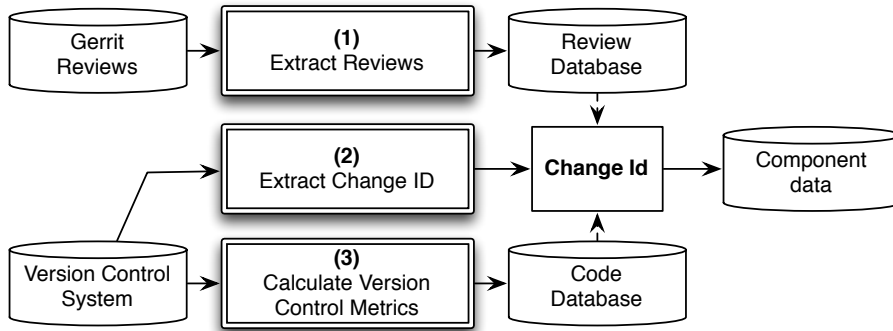 Gerrit
Reviews
(1)
Extract Reviews
Review
Database
(2)
Extract Change ID
Change Id
Component
data
Version Control
System
(3)
Calculate Version
Control Metrics
Code
Database